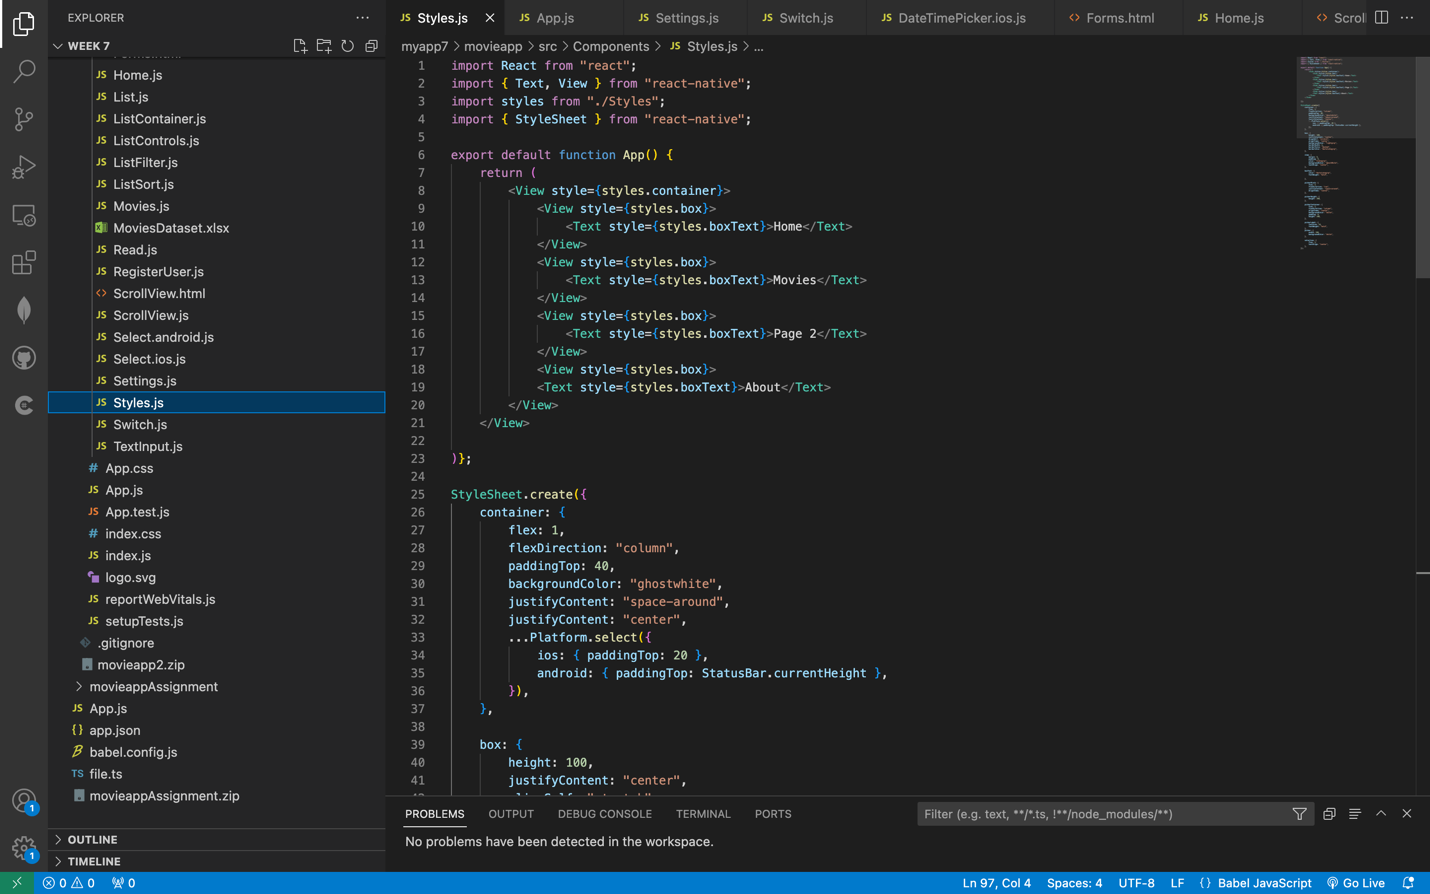 EXPLORER
WEEK 7
Home.js
List.js
ListContainer.js
ListControls.js
ListFilter.js
ListSort.js
Movies.js
MoviesDataset.xlsx
Read.js
RegisterUser.js
ScrollView.html
ScrollView.js
Select.android.js
Select.ios.js
Settings.js
Styles.js
Switch.js
TextInput.js
App.css
App.js
App.test.js
index.css
index.js
logo.svg
reportWebVitals.js
setupTests.js
.gitignore
movieapp2.zip
movieappAssignment
App.js
app.json
babel.config.js
file.ts
movieappAssignment.zip
OUTLINE
TIMELINE
JS Styles.js JS App.js JS Settings.js JS Switch.js JS DateTimePicker.ios.js <> Forms.html JS Home.js <> Scroll
myapp7 > movieapp > src > Components > JS Styles.js > ...
1 import React from "react";
2 import { Text, View } from "react-native";
3 import styles from "./Styles";
4 import { StyleSheet } from "react-native";
5
6 export default function App() {
7 return (
8 <View style={styles.container}>
9 <View style={styles.box}>
10 <Text style={styles.boxText}>Home</Text>
11 </View>
12 <View style={styles.box}>
13 <Text style={styles.boxText}>Movies</Text>
14 </View>
15 <View style={styles.box}>
16 <Text style={styles.boxText}>Page 2</Text>
17 </View>
18 <View style={styles.box}>
19 <Text style={styles.boxText}>About</Text>
20 </View>
21 </View>
22
23 )};
24
25 StyleSheet.create({
26 container: {
27 flex: 1,
28 flexDirection: "column",
29 paddingTop: 40,
30 backgroundColor: "ghostwhite",
31 justifyContent: "space-around",
32 justifyContent: "center",
33 ...Platform.select({
34 ios: { paddingTop: 20 },
35 android: { paddingTop: StatusBar.currentHeight },
36 }),
37 },
38
39 box: {
40 height: 100,
41 justifyContent: "center",
PROBLEMS OUTPUT DEBUG CONSOLE TERMINAL PORTS Filter (e.g. text, **/*.ts, !**/node_modules/**)
No problems have been detected in the workspace.
0 0 0 Ln 97, Col 4 Spaces: 4 UTF-8 LF {} Babel JavaScript Go Live